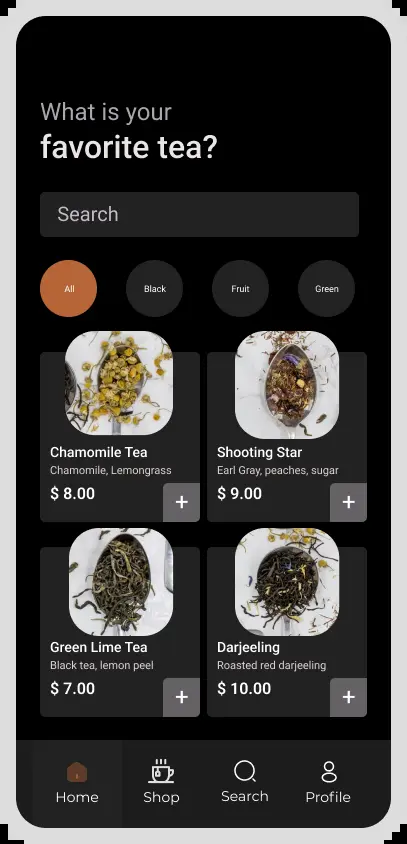 What is your
favorite tea?
Search
All
Black
Fruit
Green
Chamomile Tea
Chamomile, Lemongrass
$ 8.00
+
Shooting Star
Earl Gray, peaches, sugar
$ 9.00
+
Green Lime Tea
Black tea, lemon peel
$ 7.00
+
Darjeeling
Roasted red darjeeling
$ 10.00
+
Home
Shop
Search
Profile